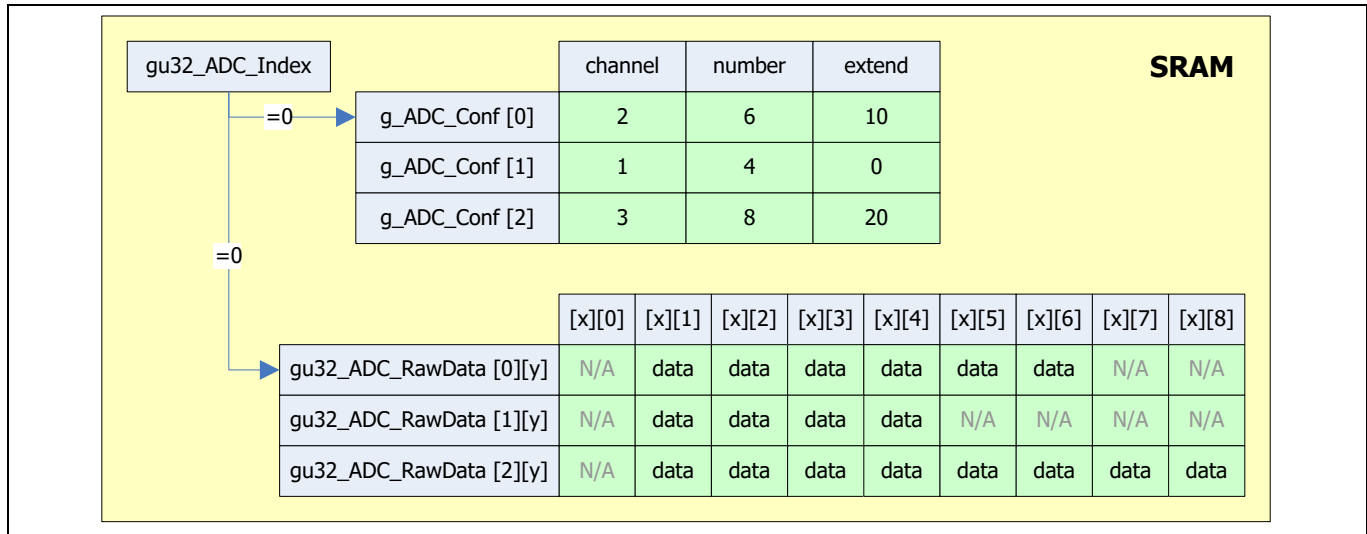 gu32_ADC_Index channel number extend SRAM
=0 g_ADC_Conf [0] 2 6 10
g_ADC_Conf [1] 1 4 0
g_ADC_Conf [2] 3 8 20
=0
[x][0] [x][1] [x][2] [x][3] [x][4] [x][5] [x][6] [x][7] [x][8]
gu32_ADC_RawData [0][y] N/A data data data data data data N/A N/A
gu32_ADC_RawData [1][y] N/A data data data data N/A N/A N/A N/A
gu32_ADC_RawData [2][y] N/A data data data data data data data data